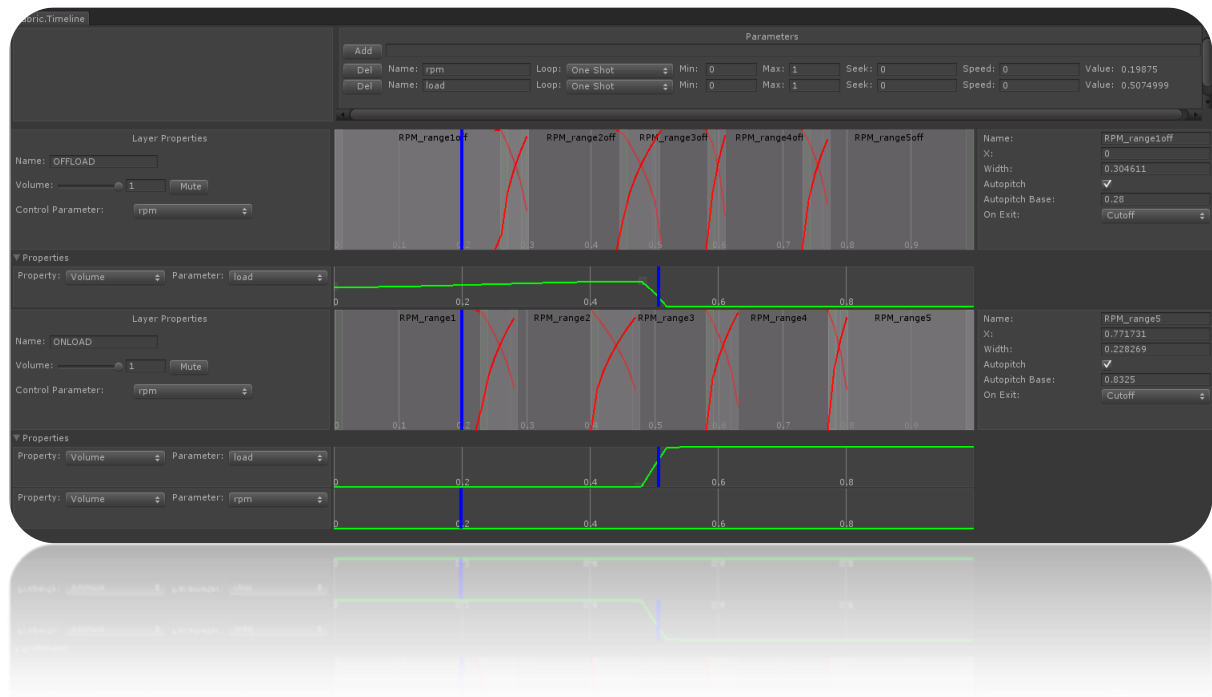 Fabric.Timeline
Parameters
Add
Del Name: rpm Loop: One Shot Min: 0 Max: 1 Seek: 0 Speed: 0 Value: 0.19875
Del Name: load Loop: One Shot Min: 0 Max: 1 Seek: 0 Speed: 0 Value: 0.5074999
Layer Properties
Name: OFFLOAD
Volume: 1 Mute
Control Parameter: rpm
RPM_range1off RPM_range2off RPM_range3off RPM_range4off RPM_range5off
0 0.1 0.2 0.3 0.4 0.5 0.6 0.7 0.8 0.9
Name: RPM_range1off
X: 0
Width: 0.304611
Autopitch
Autopitch Base: 0.28
On Exit: Cutoff
Properties
Property: Volume Parameter: load
0 0.2 0.4 0.6 0.8
Layer Properties
Name: ONLOAD
Volume: 1 Mute
Control Parameter: rpm
RPM_range1 RPM_range2 RPM_range3 RPM_range4 RPM_range5
0 0.1 0.2 0.3 0.4 0.5 0.6 0.7 0.8 0.9
Name: RPM_range5
X: 0.771731
Width: 0.228269
Autopitch
Autopitch Base: 0.8325
On Exit: Cutoff
Properties
Property: Volume Parameter: load
0 0.2 0.4 0.6 0.8
Property: Volume Parameter: rpm
0 0.2 0.4 0.6 0.8